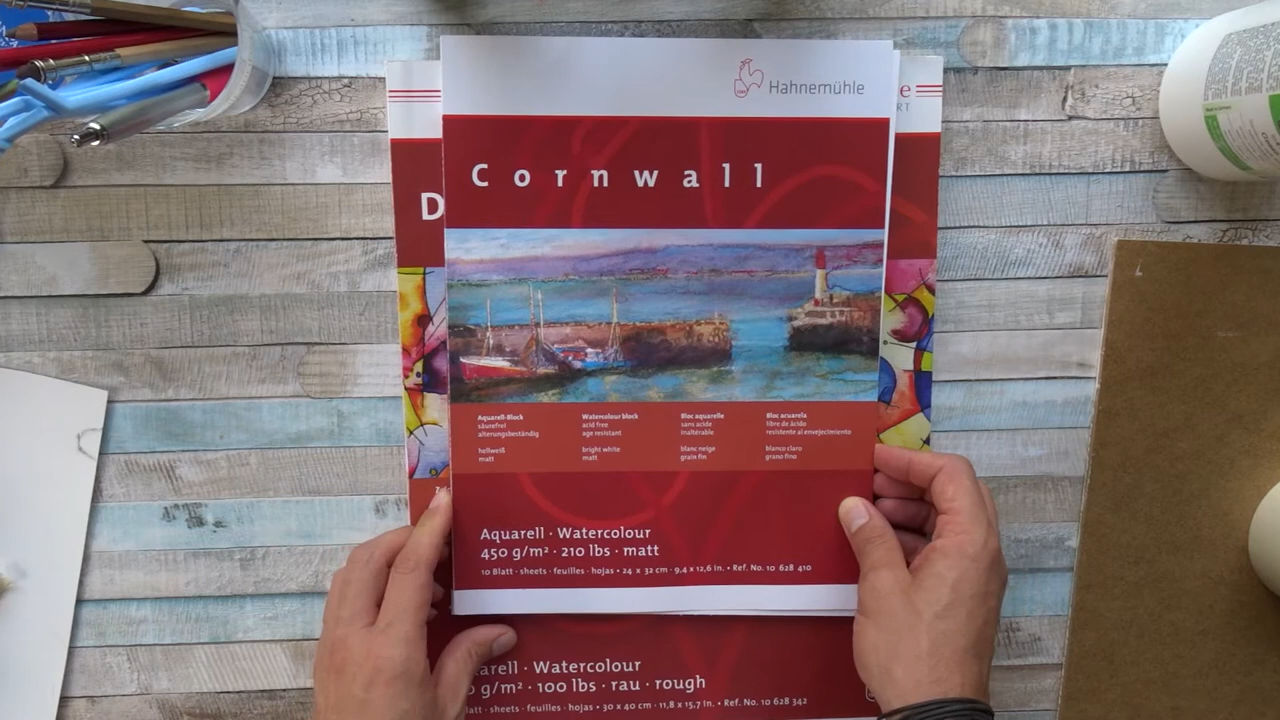 Hahnemühle
e
RT
Cornwall
D
Aquarell-Block
säurefrei
alterungsbeständig
hellweiß
matt
Watercolour block
acid free
age resistant
bright white
matt
Bloc aquarelle
sans acide
inaltérable
blanc neige
grain fin
Bloc acuarela
libre de ácido
resistente al envejecimiento
blanco claro
grano fino
Aquarell · Watercolour
450 g/m² · 210 lbs · matt
10 Blatt · sheets · feuilles · hojas • 24 x 32 cm · 9,4 x 12,6 in. • Ref. No. 10 628 410
arell · Watercolour
g/m² · 100 lbs · rau · rough
latt · sheets · feuilles · hojas • 30 x 40 cm · 11,8 x 15,7 in. • Ref. No. 10 628 342